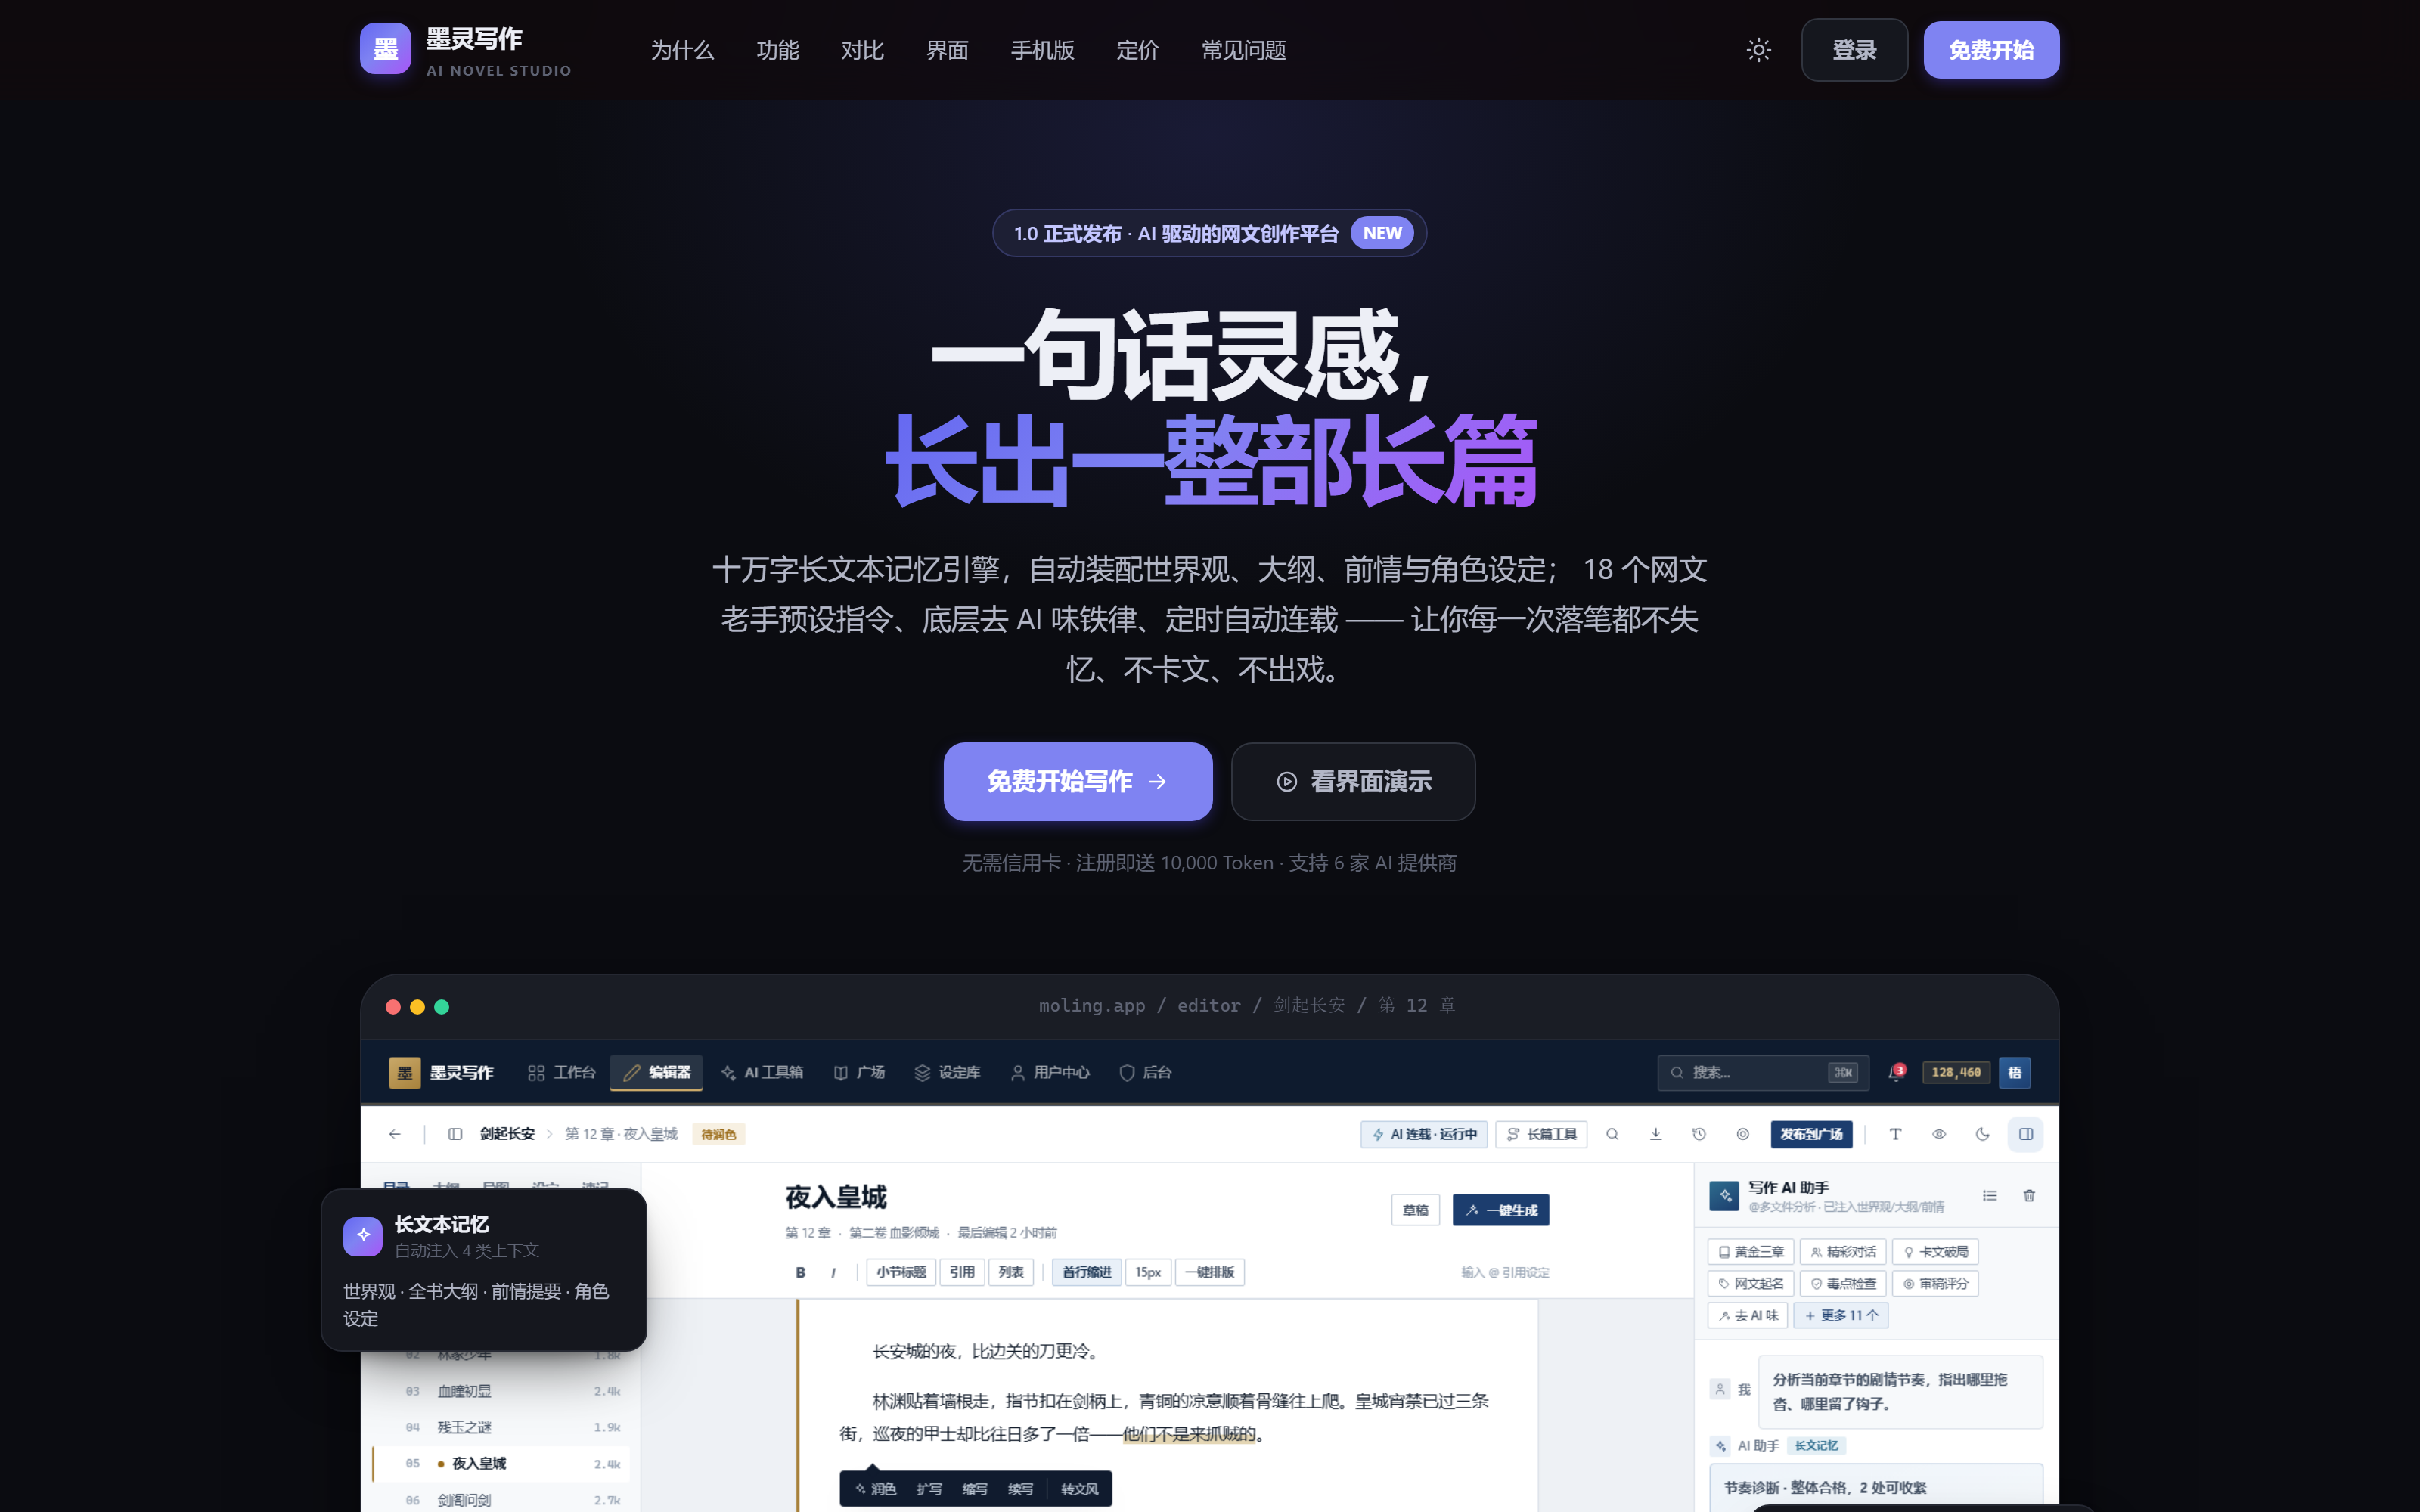 墨 墨灵写作
AI NOVEL STUDIO
为什么 功能 对比 界面 手机版 定价 常见问题
登录 免费开始
1.0 正式发布 · AI 驱动的网文创作平台 NEW
一句话灵感，
长出一整部长篇
十万字长文本记忆引擎，自动装配世界观、大纲、前情与角色设定； 18 个网文
老手预设指令、底层去 AI 味铁律、定时自动连载 —— 让你每一次落笔都不失
忆、不卡文、不出戏。
免费开始写作 → 看界面演示
无需信用卡 · 注册即送 10,000 Token · 支持 6 家 AI 提供商
moling.app / editor / 剑起长安 / 第 12 章
墨 墨灵写作 工作台 编辑器 AI 工具箱 广场 设定库 用户中心 后台 搜索... ⌘K 3 128,460 梧
剑起长安 第 12 章 · 夜入皇城 待润色 AI 连载 · 运行中 长篇工具 发布到广场
长文本记忆
自动注入 4 类上下文
世界观 · 全书大纲 · 前情提要 · 角色
设定
1.8k
03 血瞳初显 2.4k
04 残玉之谜 1.9k
05 夜入皇城 2.4k
06 剑阁问剑 2.7k
夜入皇城
第 12 章 · 第二卷 血影倾城 · 最后编辑 2 小时前
草稿 一键生成
B I 小节标题 引用 列表 首行缩进 15px 一键排版 输入 @ 引用设定
长安城的夜，比边关的刀更冷。
林渊贴着墙根走，指节扣在剑柄上，青铜的凉意顺着骨缝往上爬。皇城宵禁已过三条
街，巡夜的甲士却比往日多了一倍——他们不是来抓贼的。
润色 扩写 缩写 续写 转文风
写作 AI 助手
@多文件分析 · 已注入世界观/大纲/前情
黄金三章 精彩对话 卡文破局
网文起名 毒点检查 审稿评分
去 AI 味 + 更多 11 个
我 分析当前章节的剧情节奏，指出哪里拖
沓、哪里留了钩子。
AI 助手 长文记忆
节奏诊断 · 整体合格，2 处可收紧